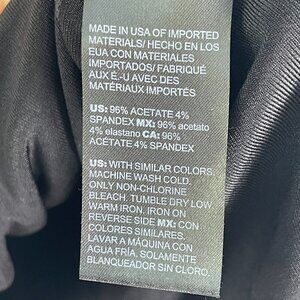 MADE IN USA OF IMPORTED
MATERIALS/ HECHO EN LOS
EUA CON MATERIALES
IMPORTADOS/ FABRIQUÉ
AUX É.-U AVEC DES
MATÉRIAUX IMPORTÉS
US: 96% ACETATE 4%
SPANDEX MX: 96% acetato
4% elastano CA: 96%
ACÉTATE 4% SPANDEX
US: WITH SIMILAR COLORS.
MACHINE WASH COLD.
ONLY NON-CHLORINE
BLEACH. TUMBLE DRY LOW
WARM IRON. IRON ON
REVERSE SIDE MX: CON
COLORES SIMILARES.
LAVAR A MÁQUINA CON
AGUA FRÍA. SOLAMENTE
BLANQUEADOR SIN CLORO.